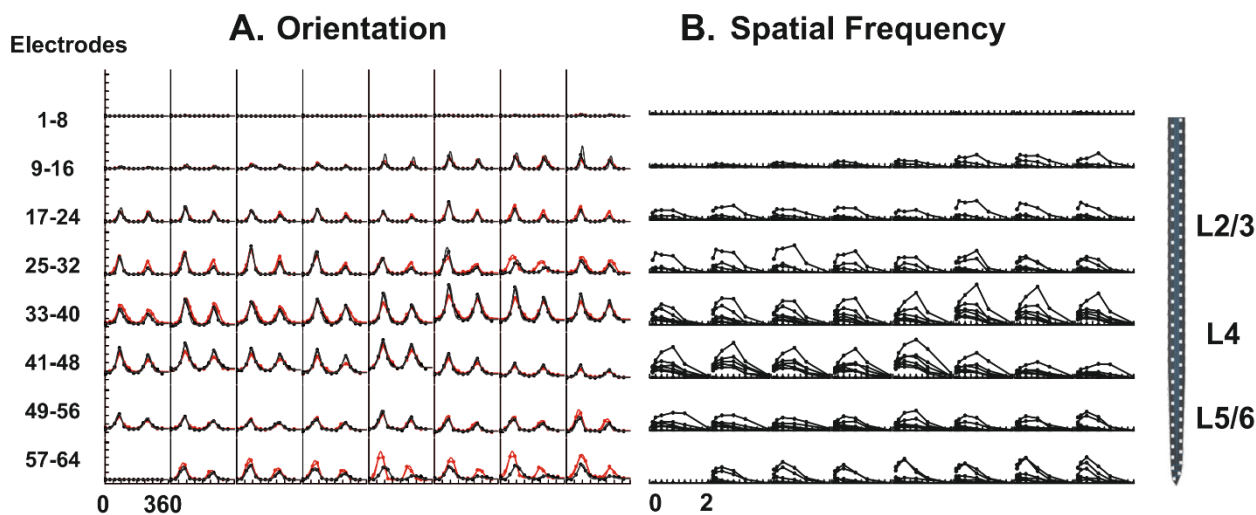 A. Orientation
B. Spatial Frequency
Electrodes
1-8
9-16
17-24
25-32
33-40
41-48
49-56
57-64
0 360
0 2
L2/3
L4
L5/6